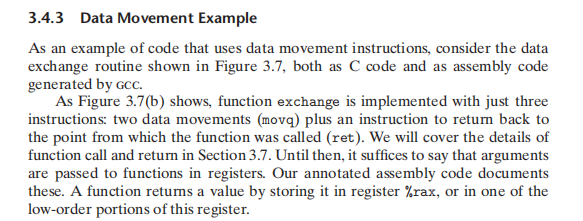 3.4.3 Data Movement Example
As an example of code that uses data movement instructions, consider the data
exchange routine shown in Figure 3.7, both as C code and as assembly code
generated by GCC.
As Figure 3.7(b) shows, function exchange is implemented with just three
instructions: two data movements (movq) plus an instruction to return back to
the point from which the function was called (ret). We will cover the details of
function call and return in Section 3.7. Until then, it suffices to say that arguments
are passed to functions in registers. Our annotated assembly code documents
these. A function returns a value by storing it in register %rax, or in one of the
low-order portions of this register.